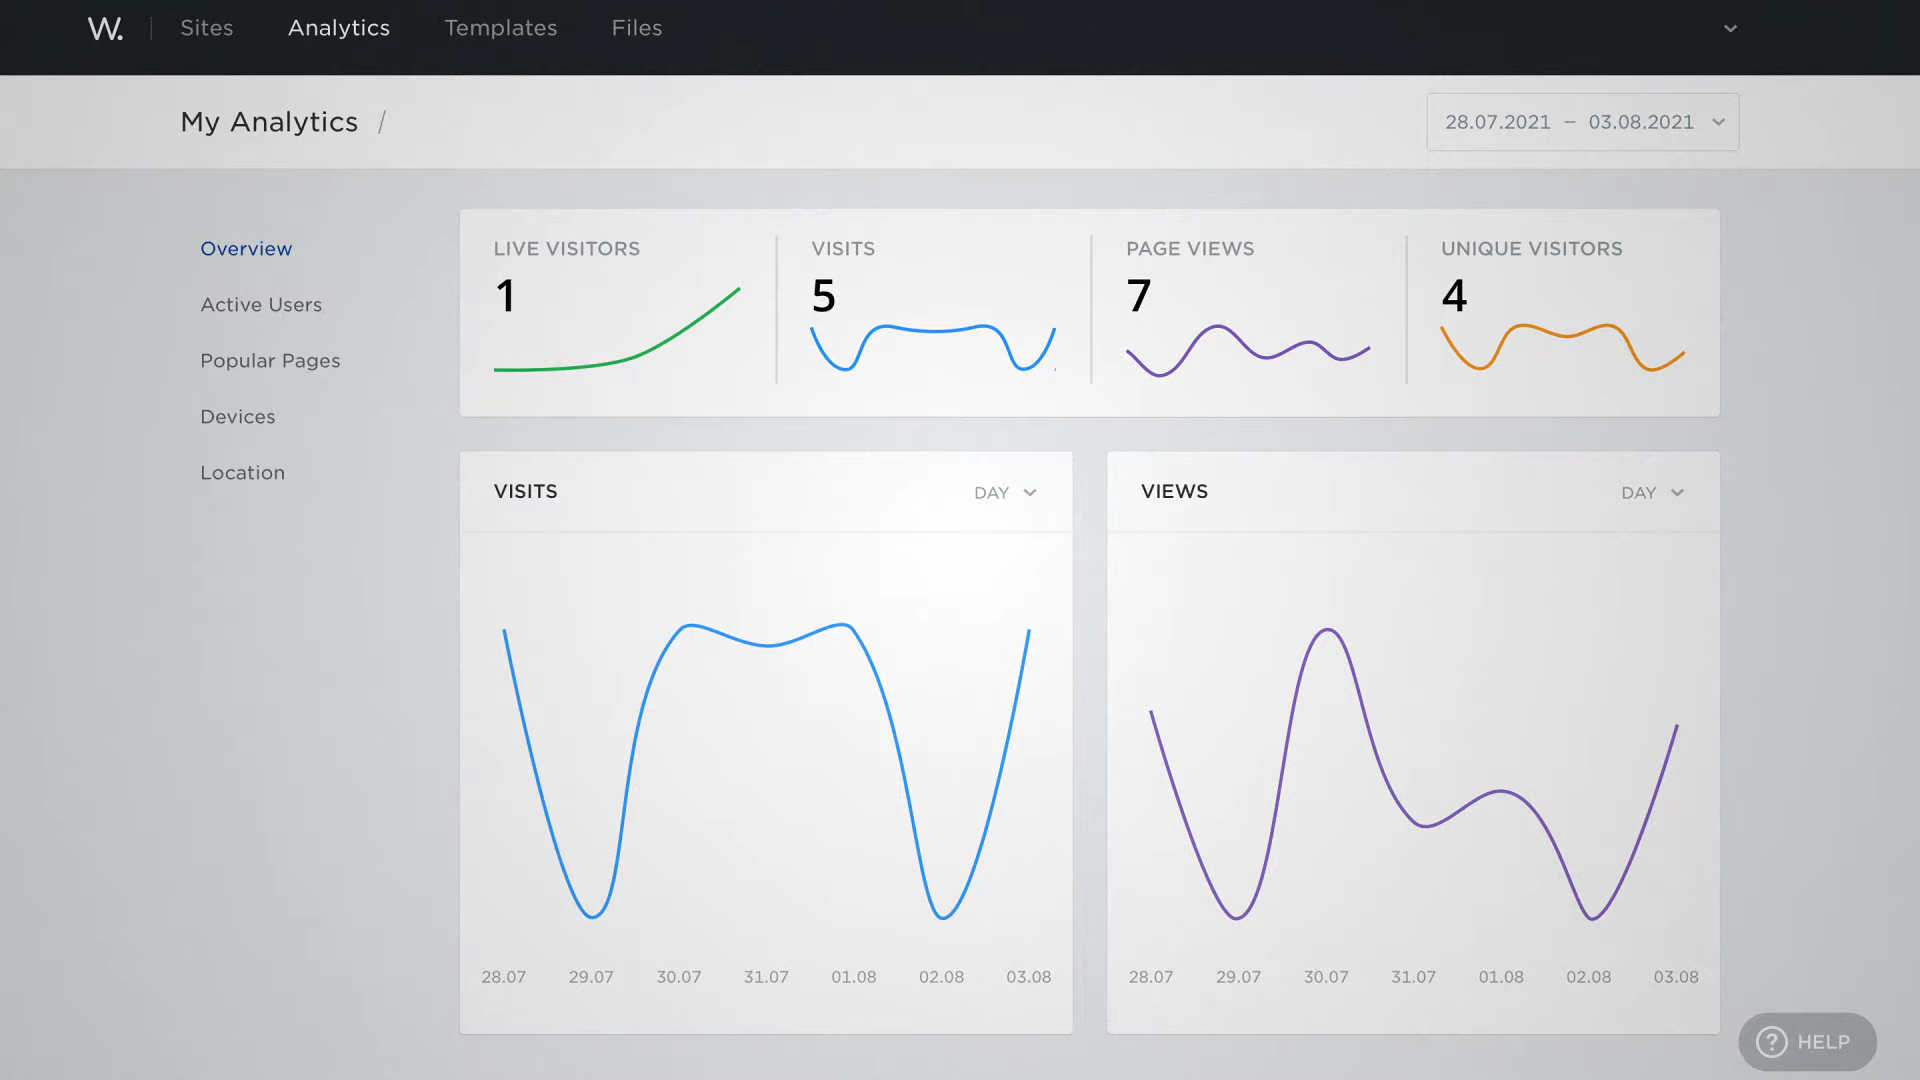 W. Sites Analytics Templates Files
My Analytics / 28.07.2021 – 03.08.2021
Overview
Active Users
Popular Pages
Devices
Location
LIVE VISITORS
1
VISITS
5
PAGE VIEWS
7
UNIQUE VISITORS
4
VISITS DAY
28.07 29.07 30.07 31.07 01.08 02.08 03.08
VIEWS DAY
28.07 29.07 30.07 31.07 01.08 02.08 03.08
? HELP